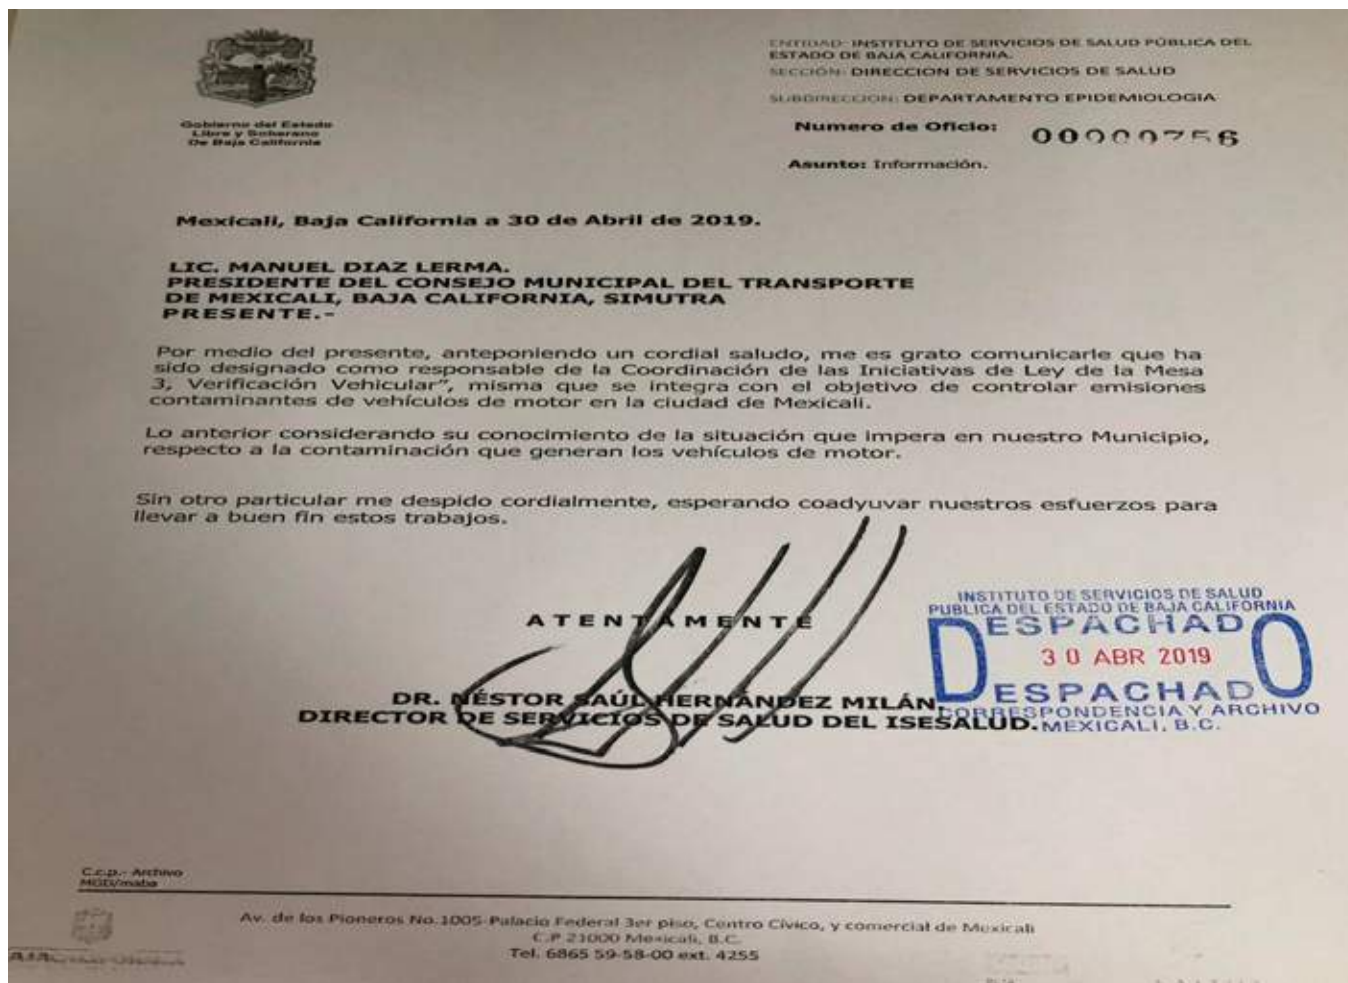 ENTIDAD: INSTITUTO DE SERVICIOS DE SALUD PÚBLICA DEL
ESTADO DE BAJA CALIFORNIA.
SECCIÓN: DIRECCION DE SERVICIOS DE SALUD
SUBDIRECCION: DEPARTAMENTO EPIDEMIOLOGIA
Gobierno del Estado
Libre y Soberano
De Baja California
Numero de Oficio: 00000756
Asunto: Información.
Mexicali, Baja California a 30 de Abril de 2019.
LIC. MANUEL DIAZ LERMA.
PRESIDENTE DEL CONSEJO MUNICIPAL DEL TRANSPORTE
DE MEXICALI, BAJA CALIFORNIA, SIMUTRA
PRESENTE.-
Por medio del presente, anteponiendo un cordial saludo, me es grato comunicarle que ha
sido designado como responsable de la Coordinación de las Iniciativas de Ley de la Mesa
3, Verificación Vehicular”, misma que se integra con el objetivo de controlar emisiones
contaminantes de vehículos de motor en la ciudad de Mexicali.
Lo anterior considerando su conocimiento de la situación que impera en nuestro Municipio,
respecto a la contaminación que generan los vehículos de motor.
Sin otro particular me despido cordialmente, esperando coadyuvar nuestros esfuerzos para
llevar a buen fin estos trabajos.
ATENTAMENTE
DR. NÉSTOR SAÚL HERNÁNDEZ MILÁN
DIRECTOR DE SERVICIOS DE SALUD DEL ISESALUD.
INSTITUTO DE SERVICIOS DE SALUD
PUBLICA DEL ESTADO DE BAJA CALIFORNIA
DESPACHADO
30 ABR 2019
DESPACHADO
CORRESPONDENCIA Y ARCHIVO
MEXICALI, B.C.
C.c.p.- Archivo
MGD/maba
Av. de los Pioneros No.1005-Palacio Federal 3er piso, Centro Cívico, y comercial de Mexicali
C.P 21000 Mexicali, B.C.
Tel. 6865 59-58-00 ext. 4255